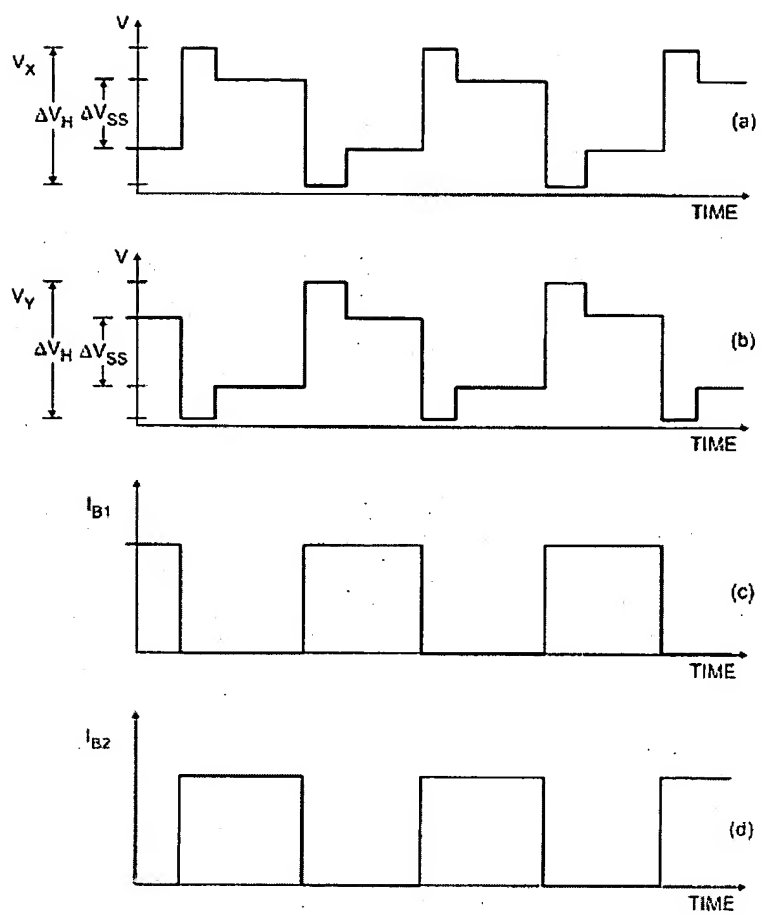 V
V_X
ΔV_H
ΔV_SS
(a)
TIME
V
V_Y
ΔV_H
ΔV_SS
(b)
TIME
I_B1
(c)
TIME
I_B2
(d)
TIME